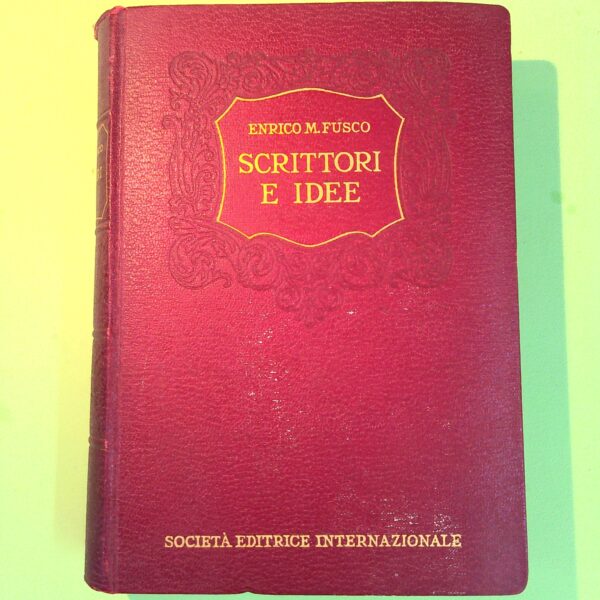 ENRICO M. FUSCO
SCRITTORI
E IDEE
SOCIETÀ EDITRICE INTERNAZIONALE